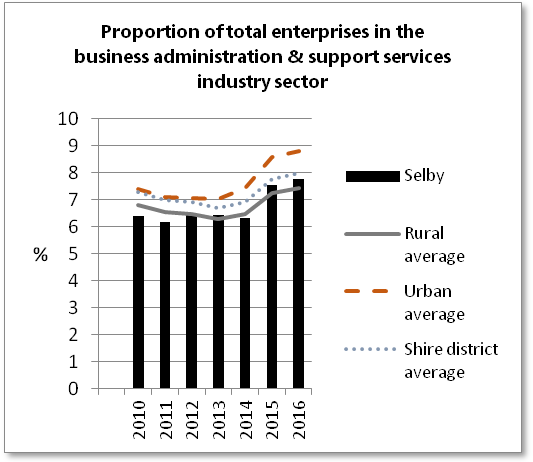 Proportion of total enterprises in the
business administration & support services
industry sector
10
9
8
7
6
5
4
3
2
1
0
%
2010
2011
2012
2013
2014
2015
2016
Selby
Rural
average
Urban
average
Shire district
average